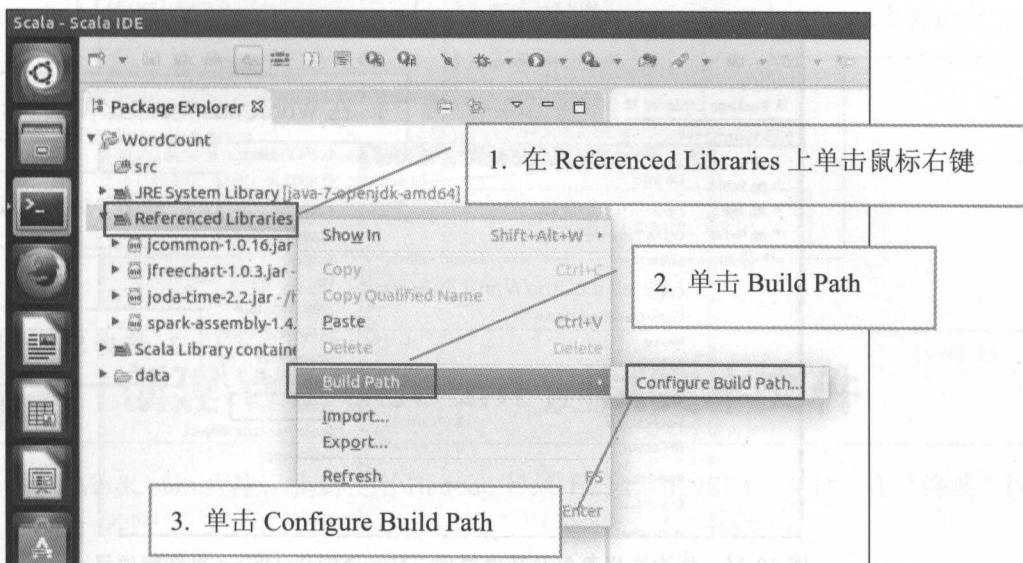 Scala - Scala IDE
Package Explorer
WordCount
src
JRE System Library [java-7-openjdk-amd64]
Referenced Libraries
jcommon-1.0.16.jar
jfreechart-1.0.3.jar -
joda-time-2.2.jar - /h
spark-assembly-1.4.
Scala Library containe
data
1. 在 Referenced Libraries 上单击鼠标右键
Show In Shift+Alt+W
Copy Ctrl+C
Copy Qualified Name
Paste Ctrl+V
Delete Delete
Build Path
Import...
Export...
Refresh F5
Enter
2. 单击 Build Path
Configure Build Path...
3. 单击 Configure Build Path